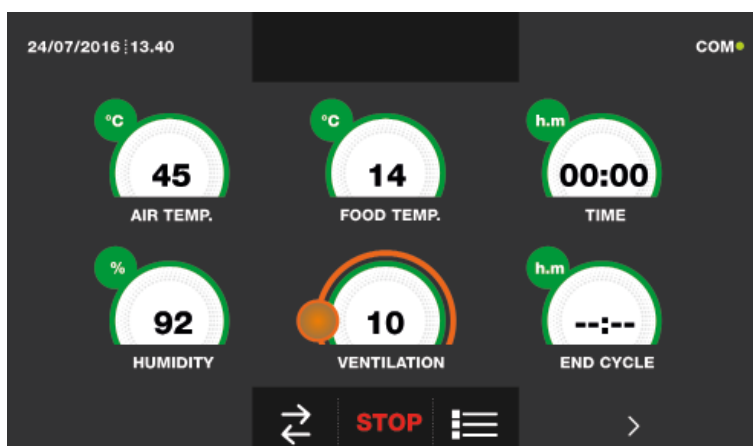 24/07/2016 13.40
COM
°C
°C
h.m
45
14
00:00
AIR TEMP.
FOOD TEMP.
TIME
%
h.m
92
10
--:--
HUMIDITY
VENTILATION
END CYCLE
STOP